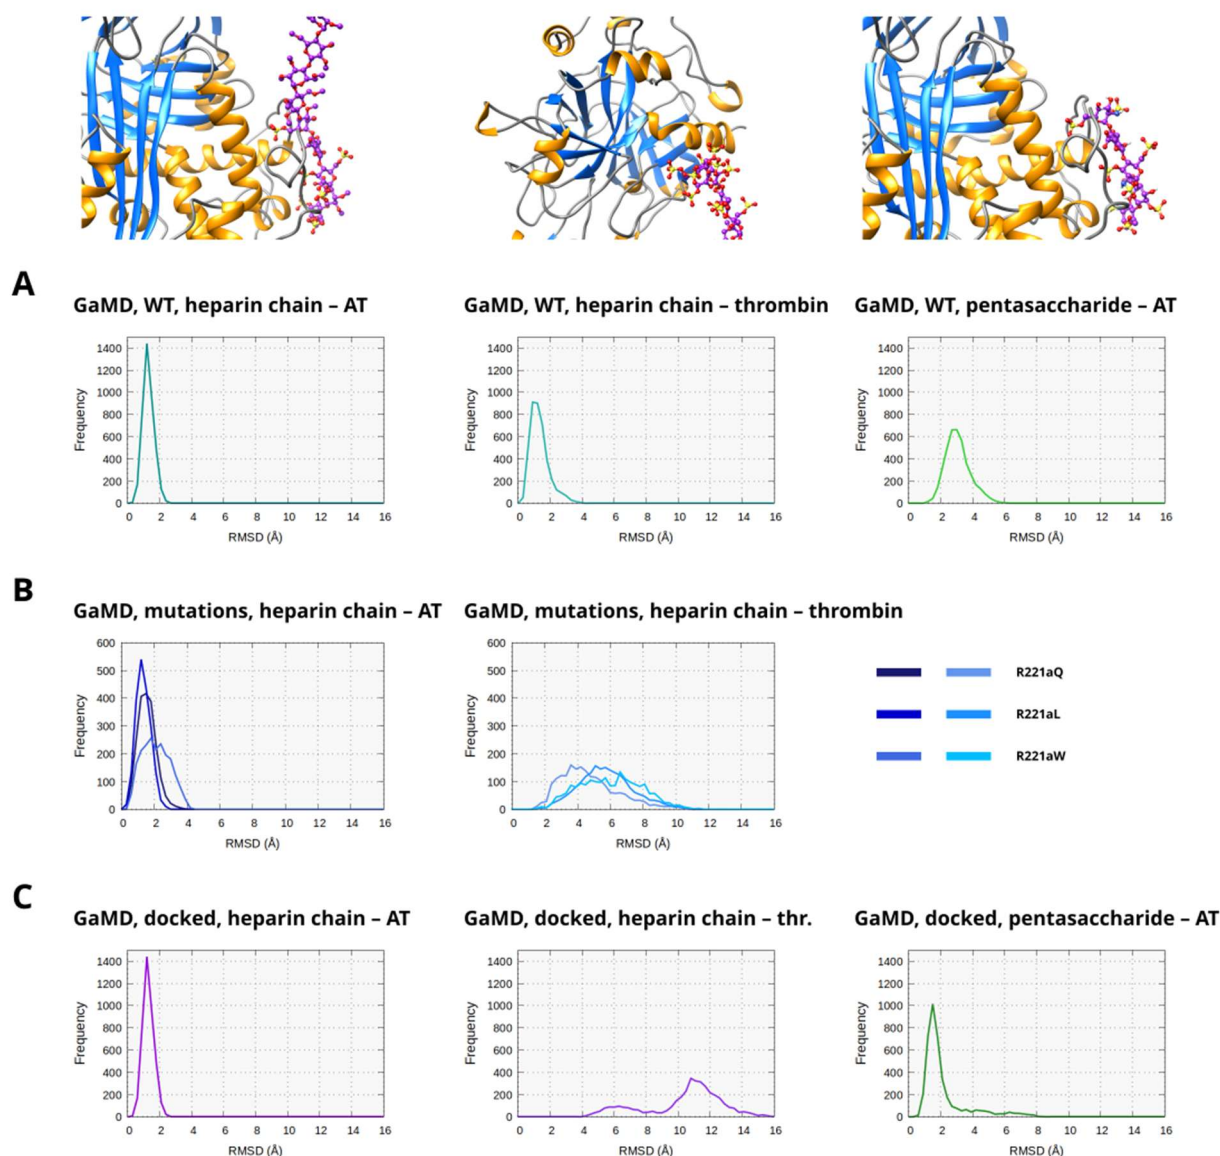 A
GaMD, WT, heparin chain – AT
GaMD, WT, heparin chain – thrombin
GaMD, WT, pentasaccharide – AT
1400
1200
1000
800
600
400
200
0
Frequency
0 2 4 6 8 10 12 14 16
RMSD (Å)
1400
1200
1000
800
600
400
200
0
Frequency
0 2 4 6 8 10 12 14 16
RMSD (Å)
1400
1200
1000
800
600
400
200
0
Frequency
0 2 4 6 8 10 12 14 16
RMSD (Å)
B
GaMD, mutations, heparin chain – AT
GaMD, mutations, heparin chain – thrombin
600
500
400
300
200
100
0
Frequency
0 2 4 6 8 10 12 14 16
RMSD (Å)
600
500
400
300
200
100
0
Frequency
0 2 4 6 8 10 12 14 16
RMSD (Å)
R221aQ
R221aL
R221aW
C
GaMD, docked, heparin chain – AT
GaMD, docked, heparin chain – thr.
GaMD, docked, pentasaccharide – AT
1400
1200
1000
800
600
400
200
0
Frequency
0 2 4 6 8 10 12 14 16
RMSD (Å)
1400
1200
1000
800
600
400
200
0
Frequency
0 2 4 6 8 10 12 14 16
RMSD (Å)
1400
1200
1000
800
600
400
200
0
Frequency
0 2 4 6 8 10 12 14 16
RMSD (Å)